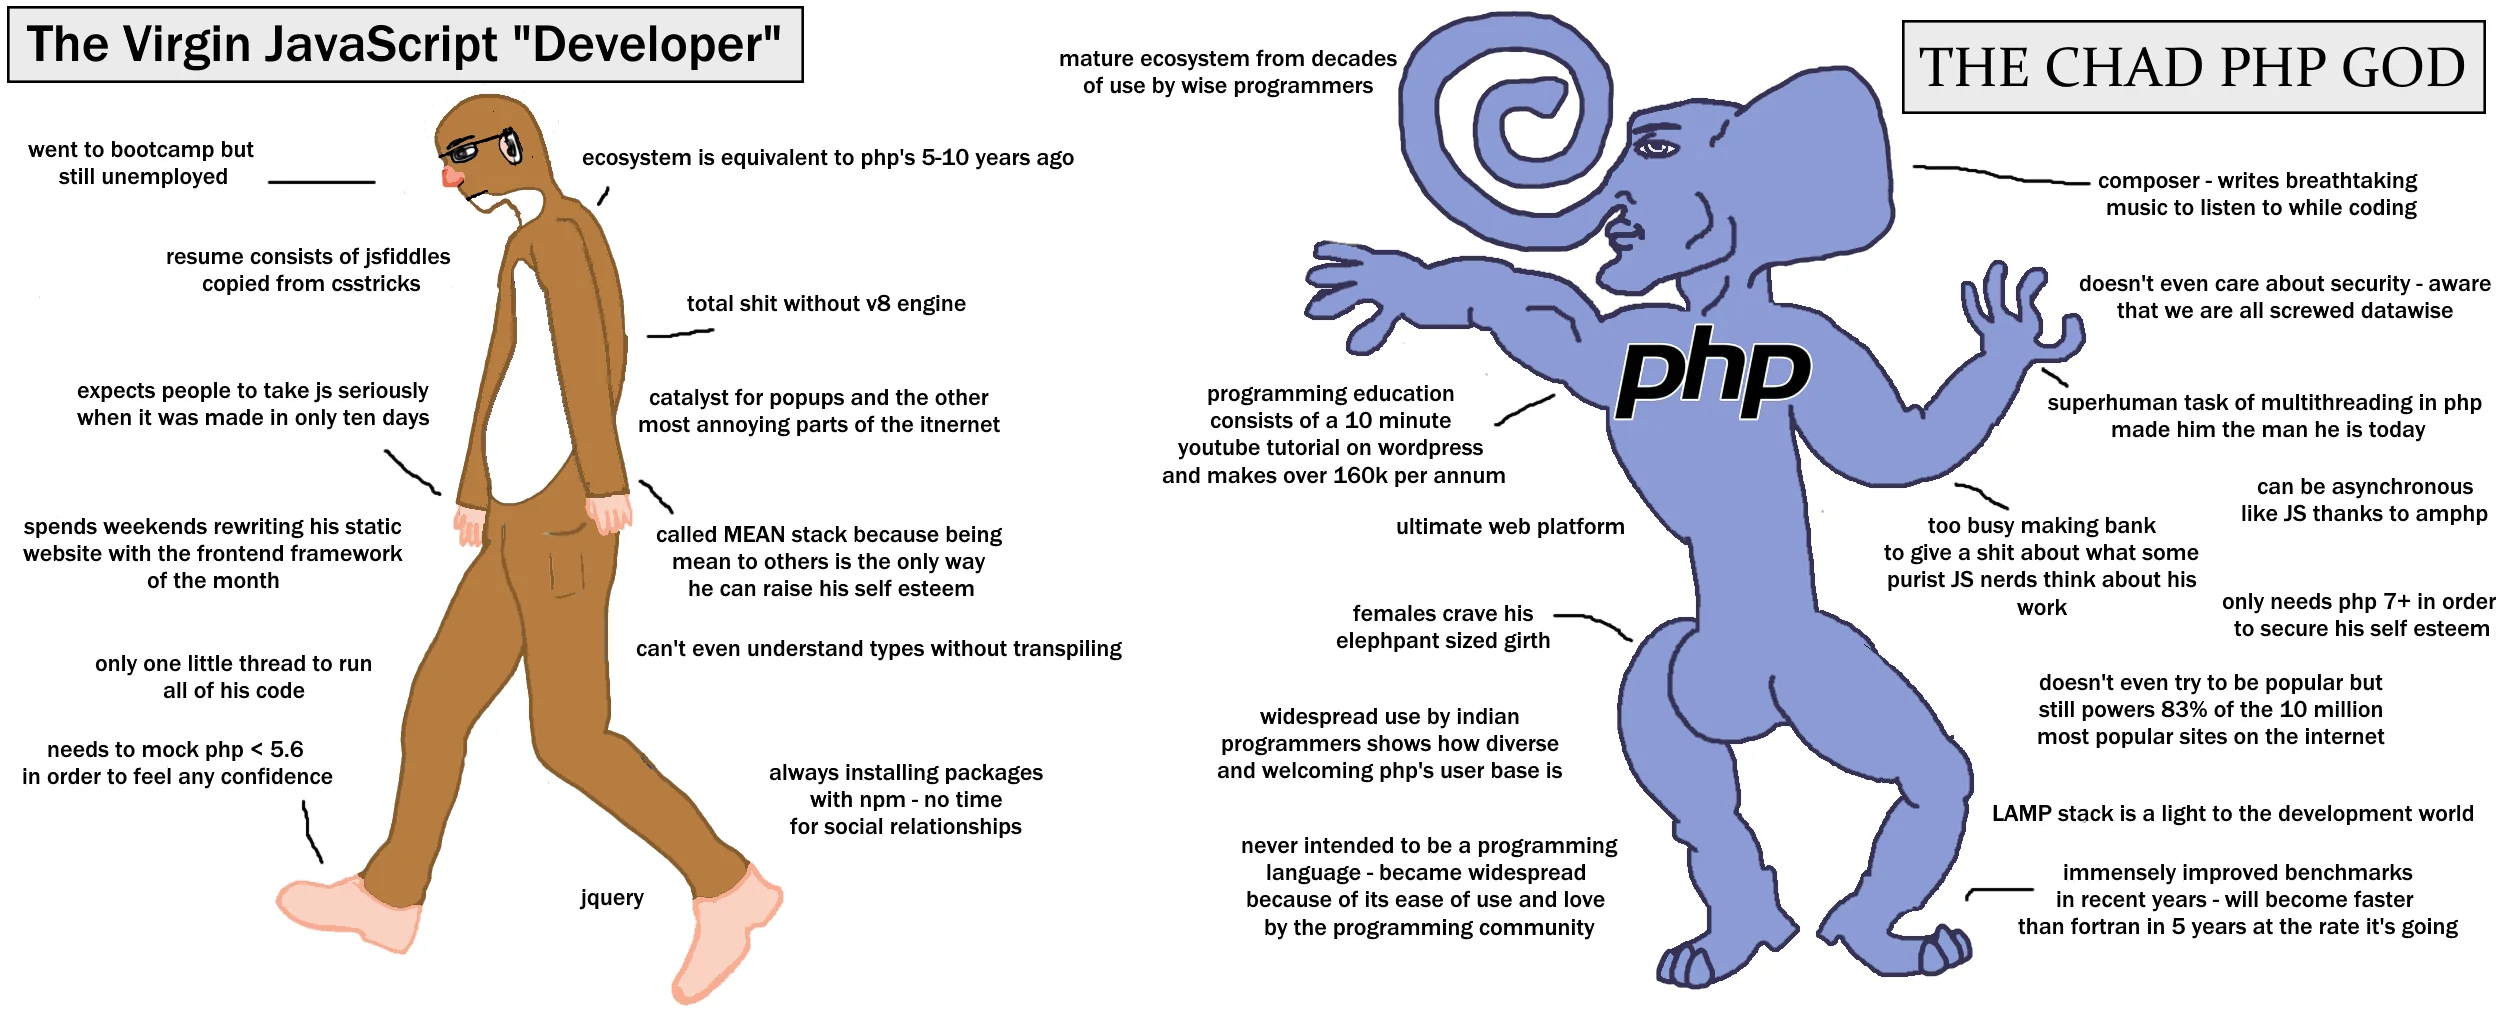 The Virgin JavaScript "Developer"
went to bootcamp but
still unemployed
ecosystem is equivalent to php's 5-10 years ago
resume consists of jsfiddles
copied from csstricks
total shit without v8 engine
expects people to take js seriously
when it was made in only ten days
catalyst for popups and the other
most annoying parts of the itnernet
spends weekends rewriting his static
website with the frontend framework
of the month
called MEAN stack because being
mean to others is the only way
he can raise his self esteem
can't even understand types without transpiling
only one little thread to run
all of his code
needs to mock php < 5.6
in order to feel any confidence
always installing packages
with npm - no time
for social relationships
jquery
THE CHAD PHP GOD
mature ecosystem from decades
of use by wise programmers
composer - writes breathtaking
music to listen to while coding
doesn't even care about security - aware
that we are all screwed datawise
php
programming education
consists of a 10 minute
youtube tutorial on wordpress
and makes over 160k per annum
superhuman task of multithreading in php
made him the man he is today
can be asynchronous
like JS thanks to amphp
ultimate web platform
too busy making bank
to give a shit about what some
purist JS nerds think about his
work
females crave his
elephpant sized girth
only needs php 7+ in order
to secure his self esteem
doesn't even try to be popular but
still powers 83% of the 10 million
most popular sites on the internet
widespread use by indian
programmers shows how diverse
and welcoming php's user base is
LAMP stack is a light to the development world
never intended to be a programming
language - became widespread
because of its ease of use and love
by the programming community
immensely improved benchmarks
in recent years - will become faster
than fortran in 5 years at the rate it's going